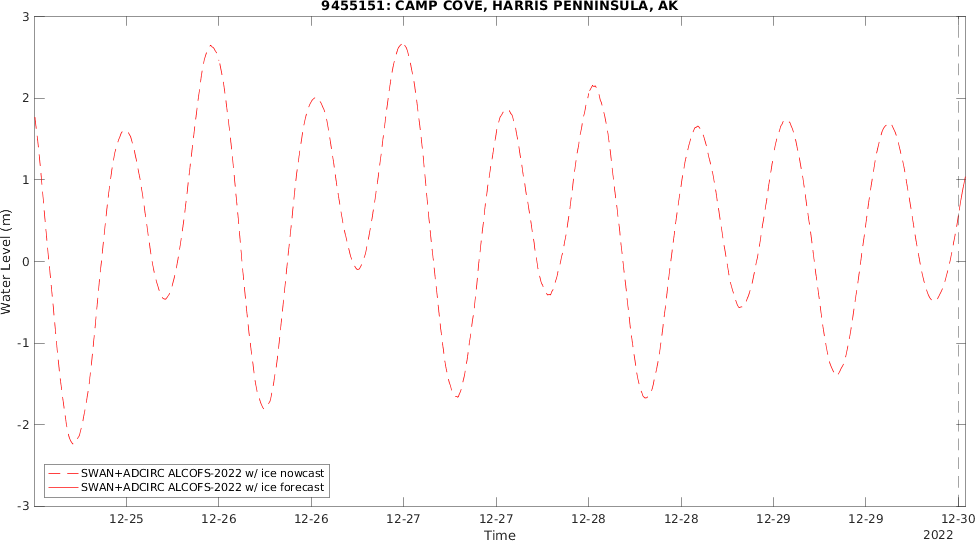 9455151: CAMP COVE, HARRIS PENNINSULA, AK
3
2
1
0
-1
-2
-3
Water Level (m)
SWAN+ADCIRC ALCOFS-2022 w/ ice nowcast
SWAN+ADCIRC ALCOFS-2022 w/ ice forecast
12-25 12-25 12-26 12-26 12-27 12-27 12-28 12-28 12-29 12-29 12-30
Time
2022